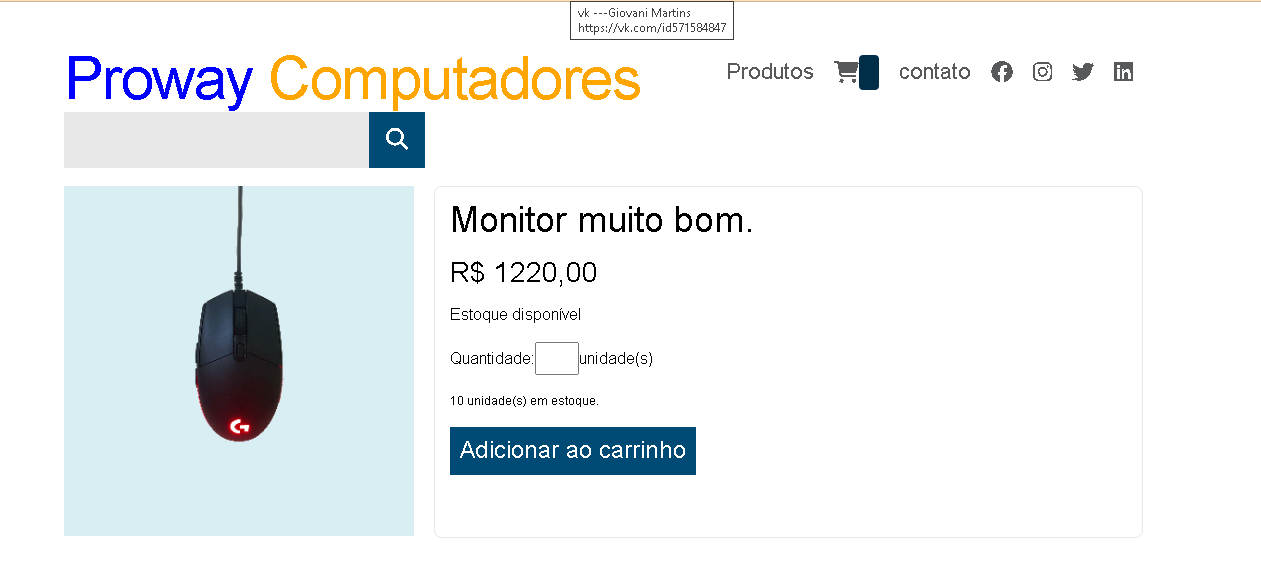 vk ---Giovani Martins
https://vk.com/id571584847
Proway Computadores
Produtos
contato
Monitor muito bom.
R$ 1220,00
Estoque disponível
Quantidade: unidade(s)
10 unidade(s) em estoque.
Adicionar ao carrinho